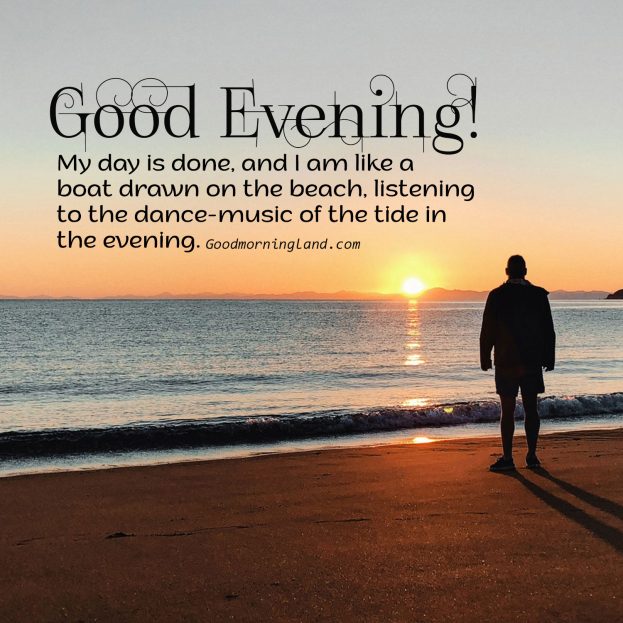 Good Evening!
My day is done, and I am like a
boat drawn on the beach, listening
to the dance-music of the tide in
the evening. Goodmorningland.com